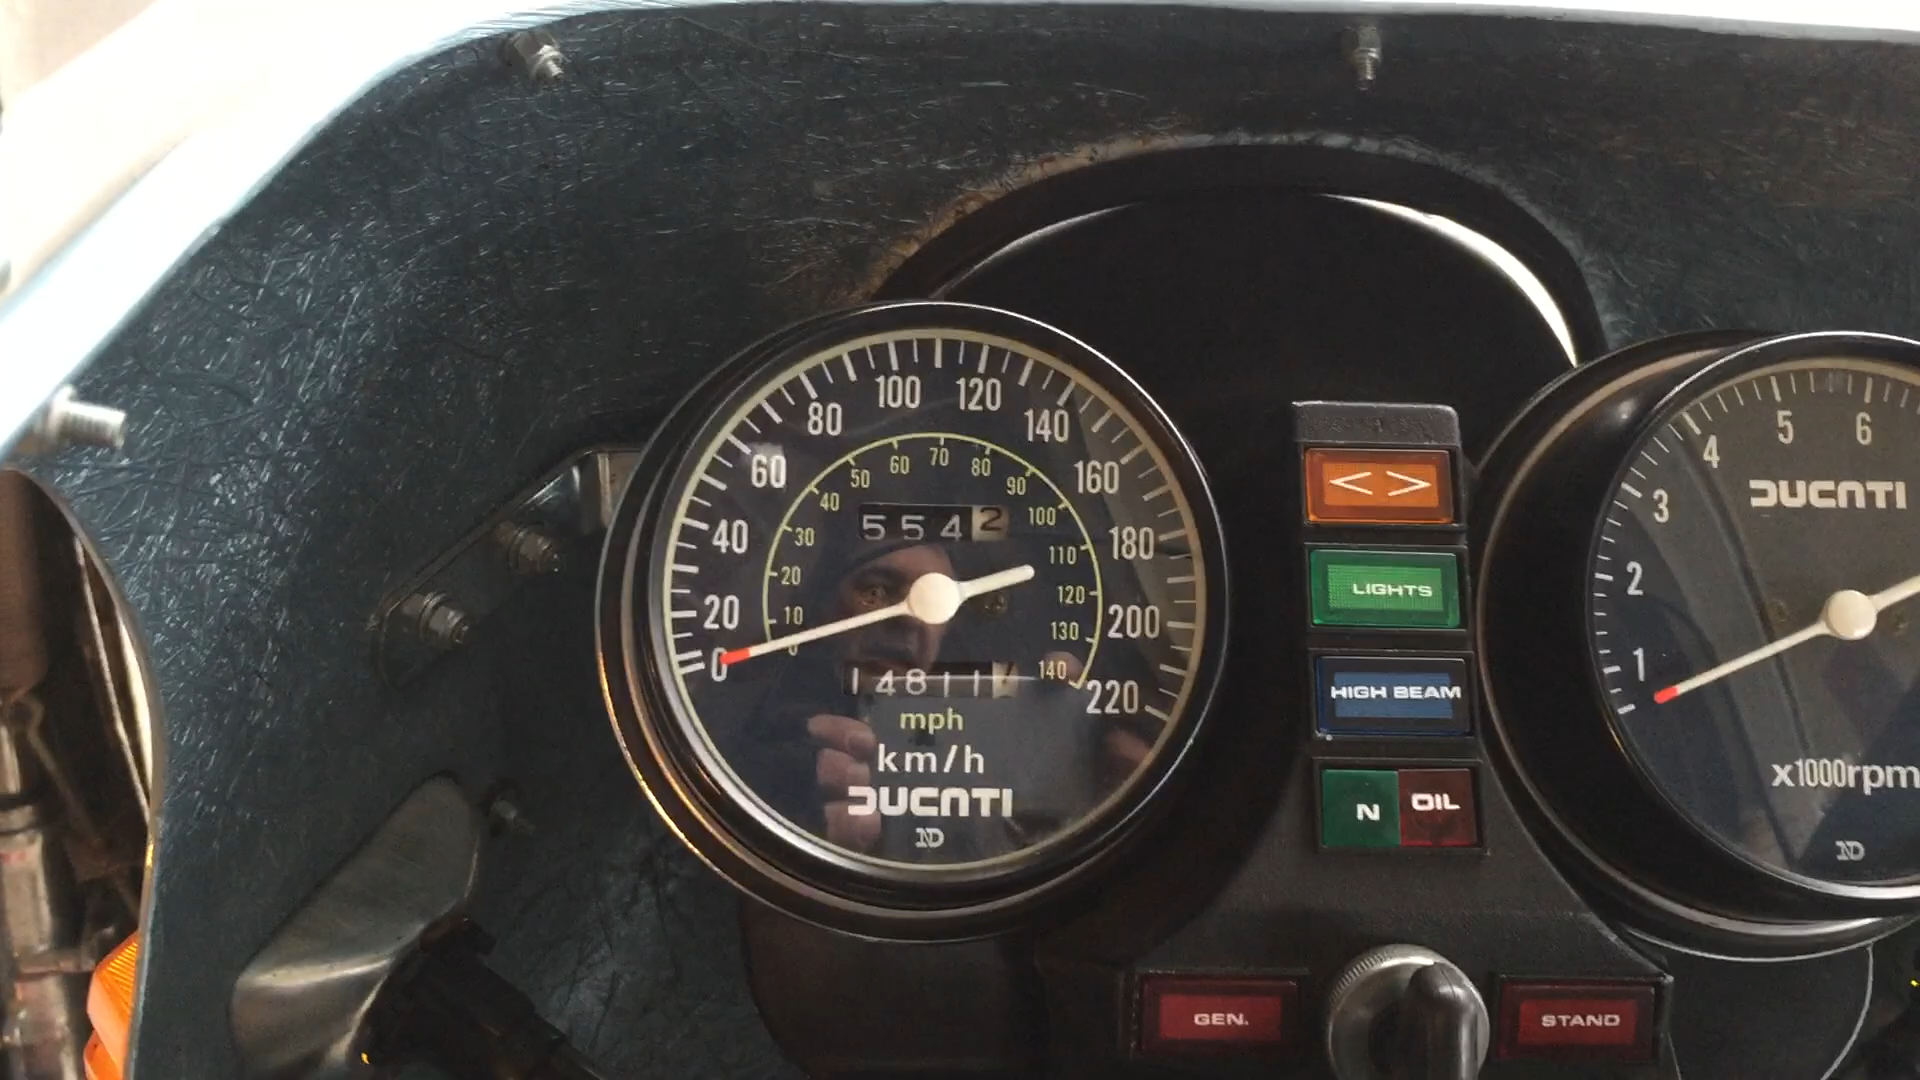 100 120
80 140
60 160
40 180
20 200
0 220
70
60 80
50 90
40 100
30 110
20 120
10 130
0 140
5542
14811
mph
km/h
DUCATI
ND
< >
LIGHTS
HIGH BEAM
N OIL
GEN.
STAND
5 6
4
3
2
1
DUCATI
x1000rpm
ND